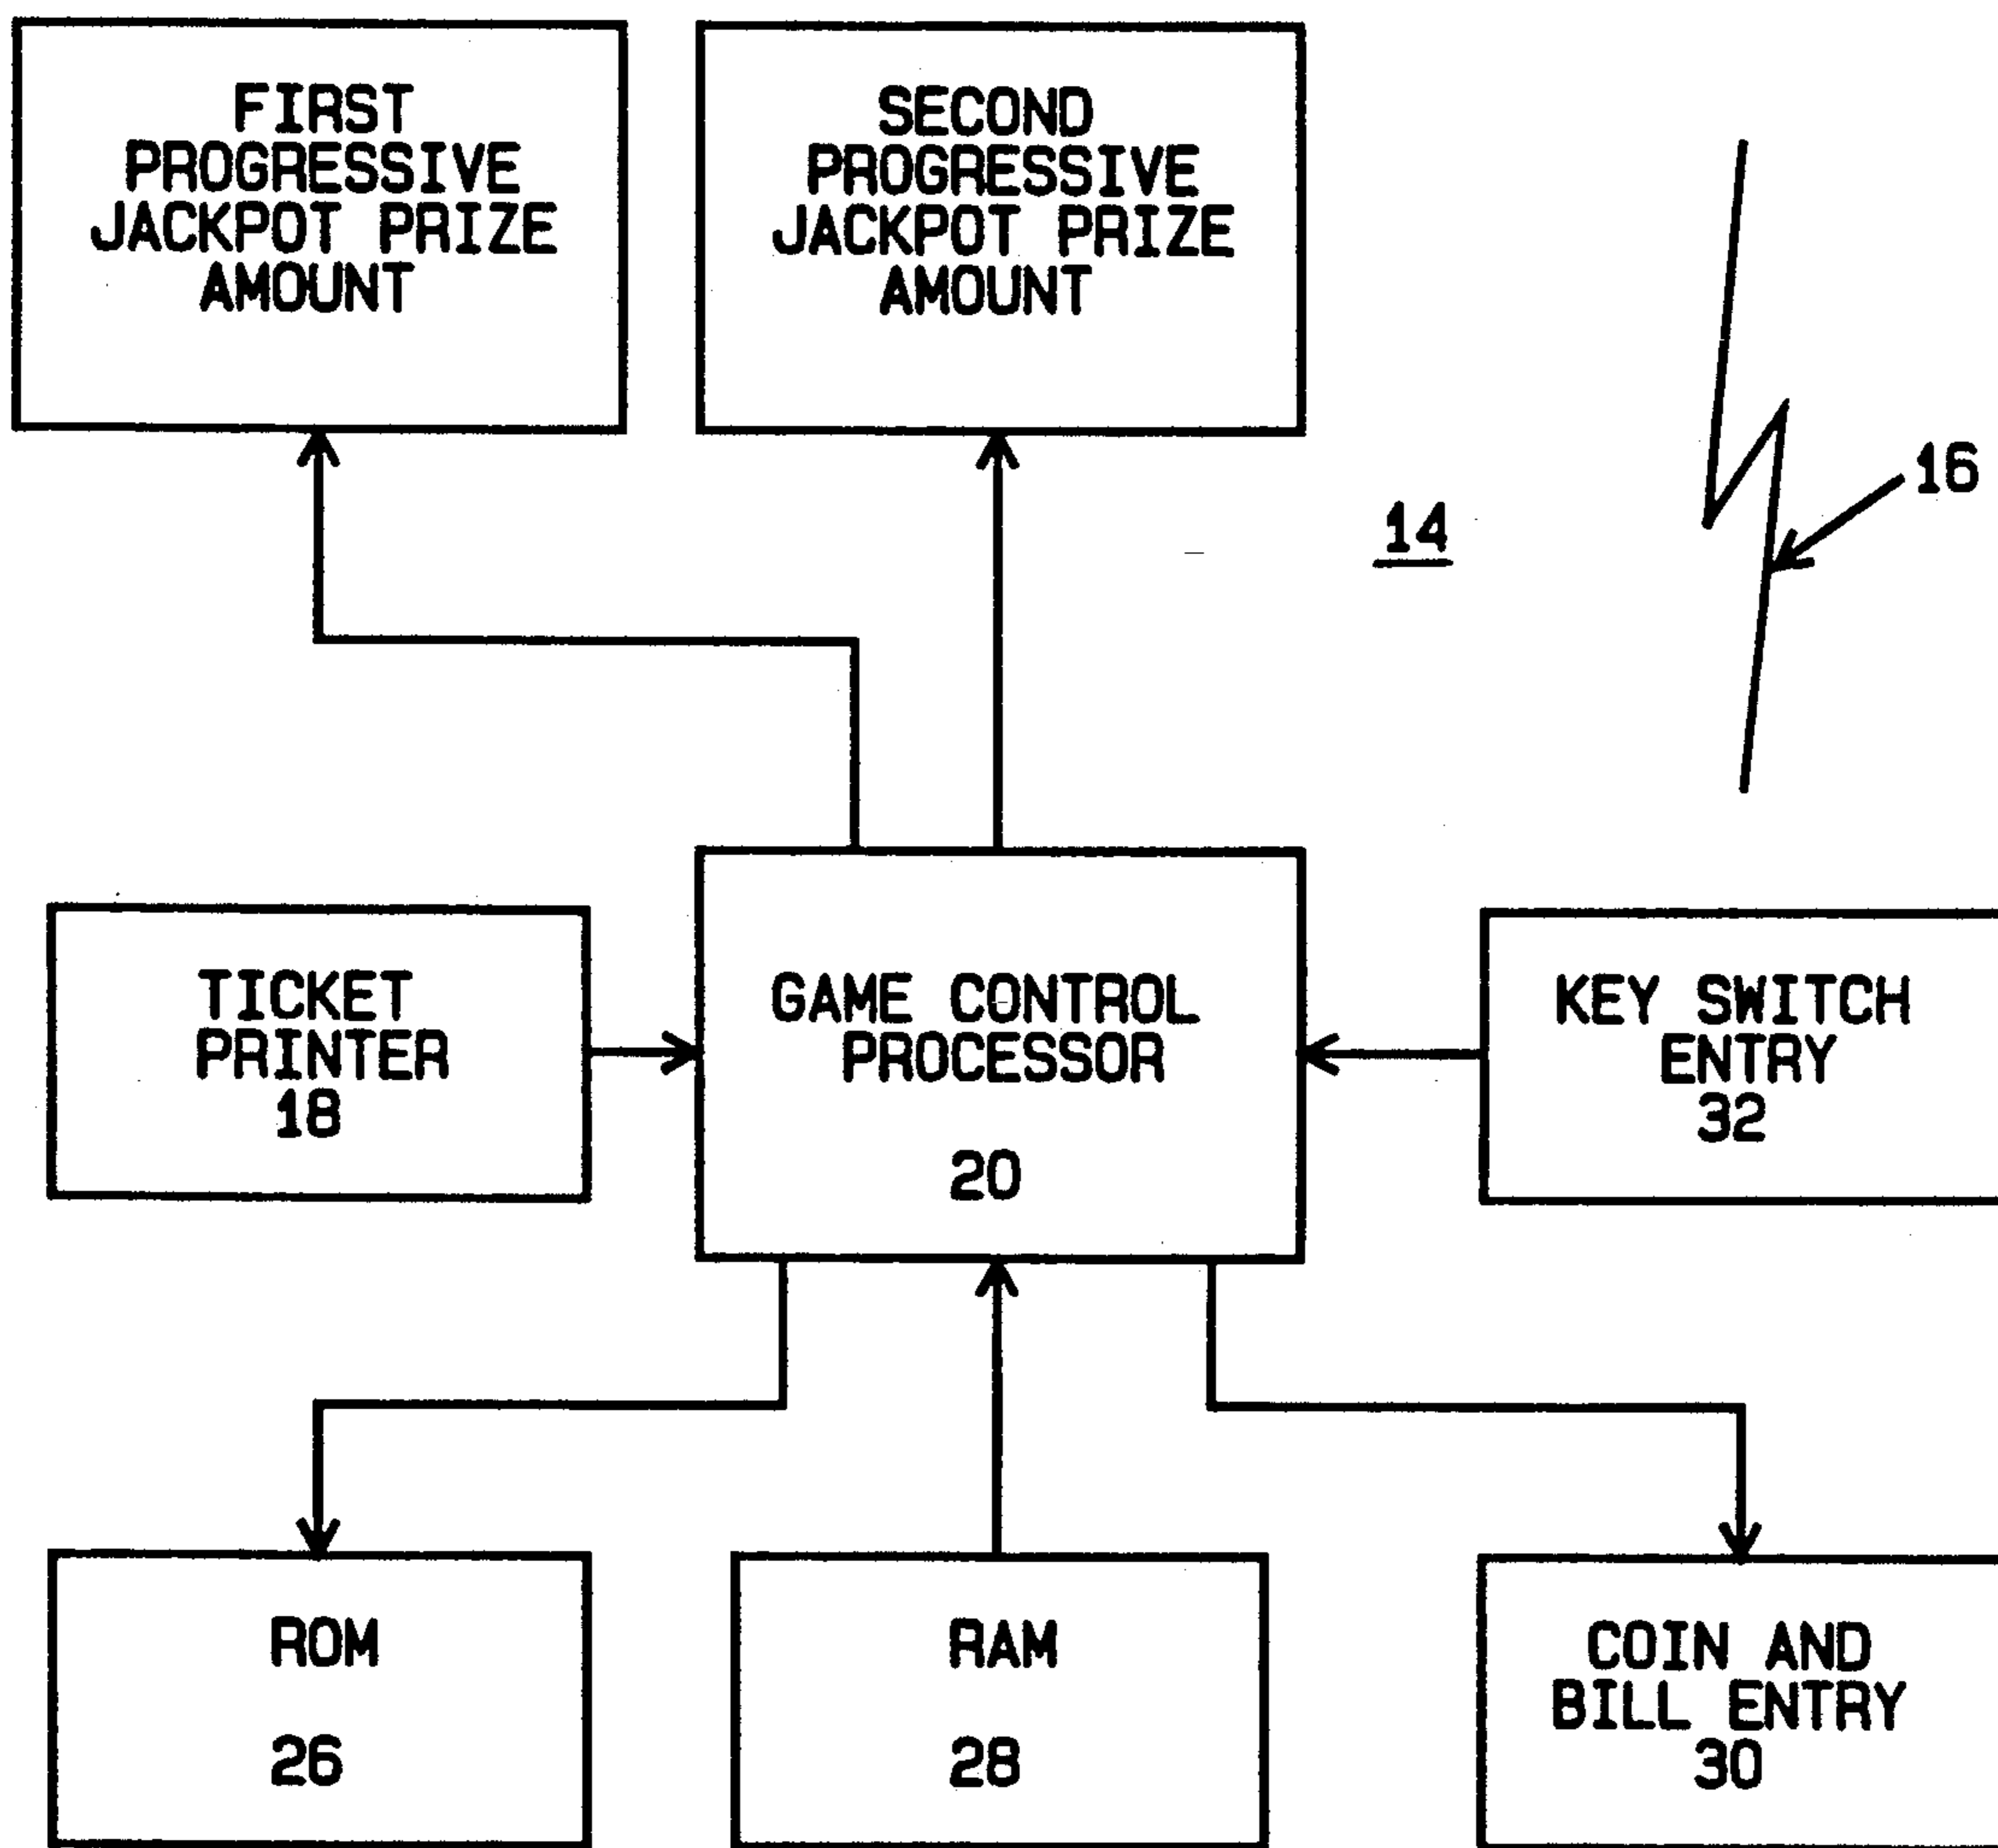 FIRST
PROGRESSIVE
JACKPOT PRIZE
AMOUNT
SECOND
PROGRESSIVE
JACKPOT PRIZE
AMOUNT
16
14
TICKET
PRINTER
18
GAME CONTROL
PROCESSOR
20
KEY SWITCH
ENTRY
32
ROM
26
RAM
28
COIN AND
BILL ENTRY
30